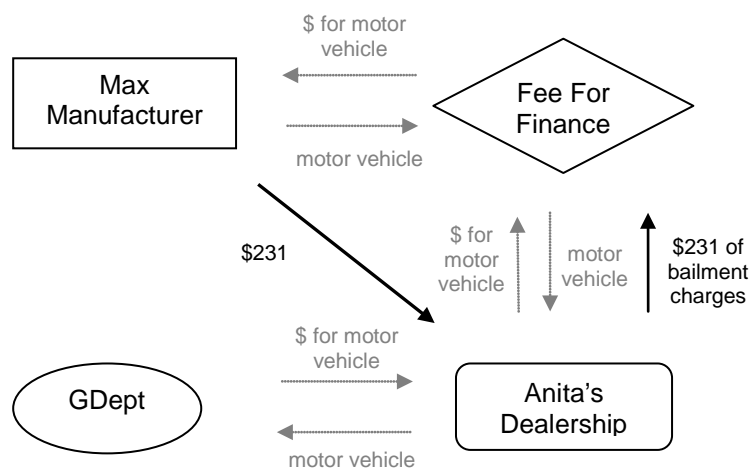 $ for motor
vehicle
Max
Manufacturer
Fee For
Finance
motor vehicle
$231
$ for
motor
vehicle
motor
vehicle
$231 of
bailment
charges
$ for motor
vehicle
GDept
Anita's
Dealership
motor vehicle